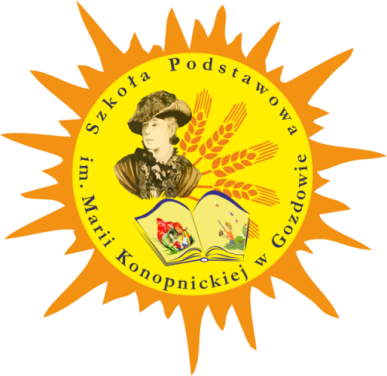 Szkoła Podstawowa
im. Marii Konopnickiej w Gozdowie